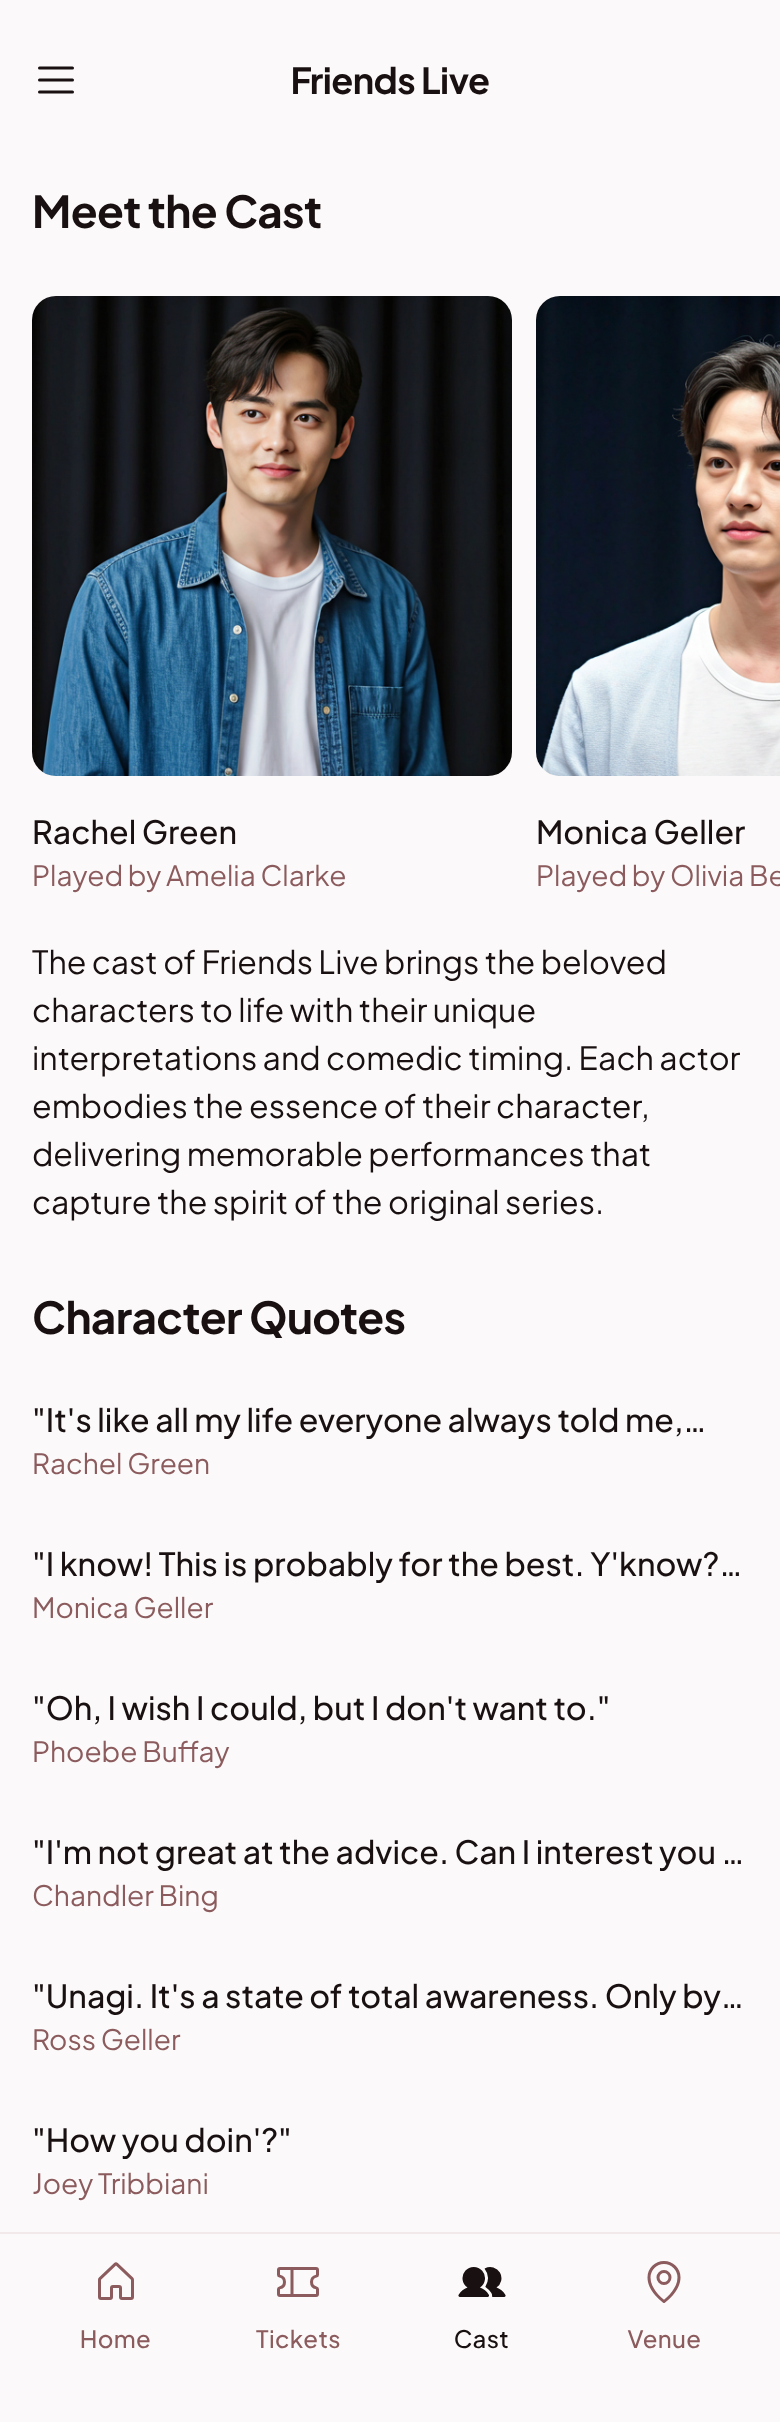 Friends Live
Meet the Cast
Rachel Green
Played by Amelia Clarke
Monica Geller
Played by Olivia
The cast of Friends Live brings the beloved
characters to life with their unique
interpretations and comedic timing. Each actor
embodies the essence of their character,
delivering memorable performances that
capture the spirit of the original series.
Character Quotes
"It's like all my life everyone always told me,...
Rachel Green
"I know! This is probably for the best. Y'know?...
Monica Geller
"Oh, I wish I could, but I don't want to."
Phoebe Buffay
"I'm not great at the advice. Can I interest you ...
Chandler Bing
"Unagi. It's a state of total awareness. Only by...
Ross Geller
"How you doin'?"
Joey Tribbiani
Home
Tickets
Cast
Venue